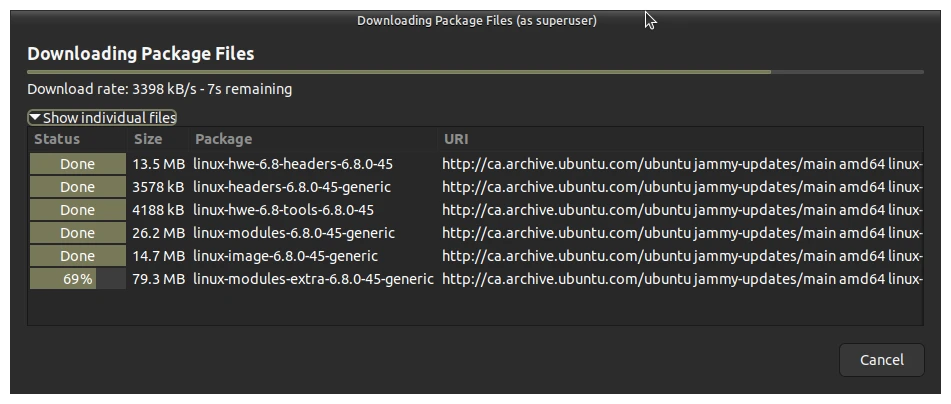 Downloading Package Files (as superuser)
Downloading Package Files
Download rate: 3398 kB/s - 7s remaining
Show individual files
Status Size Package URI
Done 13.5 MB linux-hwe-6.8-headers-6.8.0-45 http://ca.archive.ubuntu.com/ubuntu jammy-updates/main amd64 linux-
Done 3578 kB linux-headers-6.8.0-45-generic http://ca.archive.ubuntu.com/ubuntu jammy-updates/main amd64 linux-
Done 4188 kB linux-hwe-6.8-tools-6.8.0-45 http://ca.archive.ubuntu.com/ubuntu jammy-updates/main amd64 linux-
Done 26.2 MB linux-modules-6.8.0-45-generic http://ca.archive.ubuntu.com/ubuntu jammy-updates/main amd64 linux-
Done 14.7 MB linux-image-6.8.0-45-generic http://ca.archive.ubuntu.com/ubuntu jammy-updates/main amd64 linux-
69% 79.3 MB linux-modules-extra-6.8.0-45-generic http://ca.archive.ubuntu.com/ubuntu jammy-updates/main amd64 linux-
Cancel